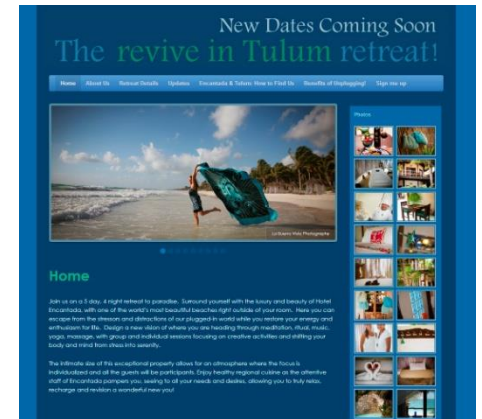 New Dates Coming Soon
The revive in Tulum retreat!
Home About Us Retreat Details Updates Encantada & Tulum: How to Find Us Benefits of Unplugging! Sign me up
Photos
Photography
Home
Join us on a 5 day, 4 night retreat to paradise. Surround yourself with the luxury and beauty of Hotel
Encantada, with one of the world's most beautiful beaches right outside of your room. Here you can
escape from the stresses and distractions of our plugged-in world while you restore your energy and
enthusiasm for life. Design a new vision of where you are heading through meditation, ritual, music,
yoga, massage, with group and individual sessions focusing on creative activities and shifting your
body and mind from stress into serenity.
The intimate size of this exceptional property allows for an atmosphere where the focus is
individualized and all the guests will be participants. Enjoy healthy regional cuisine as the attentive
staff of Encantada pampers you, seeing to all your needs and desires, allowing you to truly relax,
recharge and revision a wonderful new you!